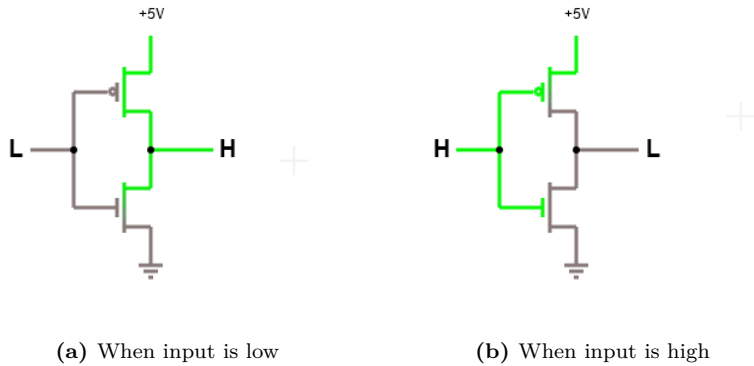 +5V
+5V
L
H
H
L
(a) When input is low
(b) When input is high